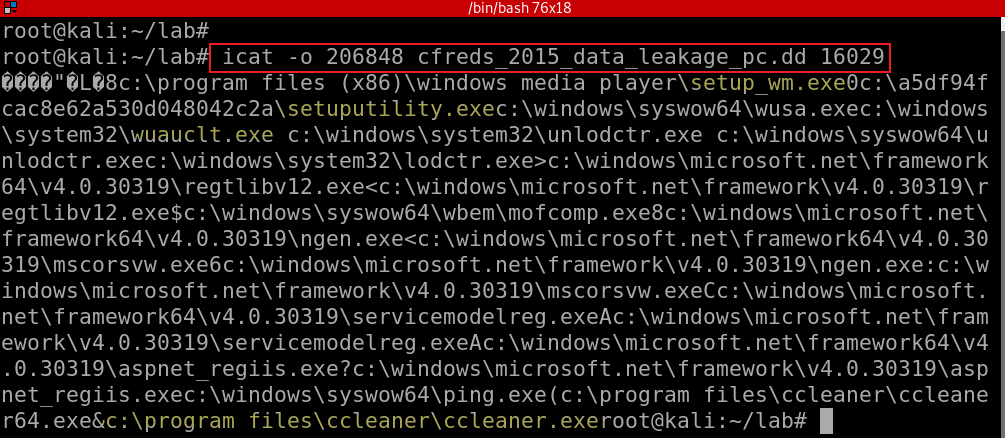 /bin/bash 76x18
root@kali:~/lab#
root@kali:~/lab# icat -o 206848 cfreds_2015_data_leakage_pc.dd 16029
����"�L�8c:\program files (x86)\windows media player\setup_wm.exe0c:\a5df94f
cac8e62a530d048042c2a\setuputility.exec:\windows\syswow64\wusa.exec:\windows
\system32\wuauclt.exe c:\windows\system32\unlodctr.exe c:\windows\syswow64\u
nlodctr.exec:\windows\system32\lodctr.exe>c:\windows\microsoft.net\framework
64\v4.0.30319\regtlibv12.exe<c:\windows\microsoft.net\framework\v4.0.30319\r
egtlibv12.exe$c:\windows\syswow64\wbem\mofcomp.exe8c:\windows\microsoft.net\
framework64\v4.0.30319\ngen.exe<c:\windows\microsoft.net\framework64\v4.0.30
319\mscorsvw.exe6c:\windows\microsoft.net\framework\v4.0.30319\ngen.exe:c:\w
indows\microsoft.net\framework\v4.0.30319\mscorsvw.exeCc:\windows\microsoft.
net\framework64\v4.0.30319\servicemodelreg.exeAc:\windows\microsoft.net\fram
ework\v4.0.30319\servicemodelreg.exeAc:\windows\microsoft.net\framework64\v4
.0.30319\aspnet_regiis.exe?c:\windows\microsoft.net\framework\v4.0.30319\asp
net_regiis.exec:\windows\syswow64\ping.exe(c:\program files\ccleaner\ccleane
r64.exe&c:\program files\ccleaner\ccleaner.exeroot@kali:~/lab#